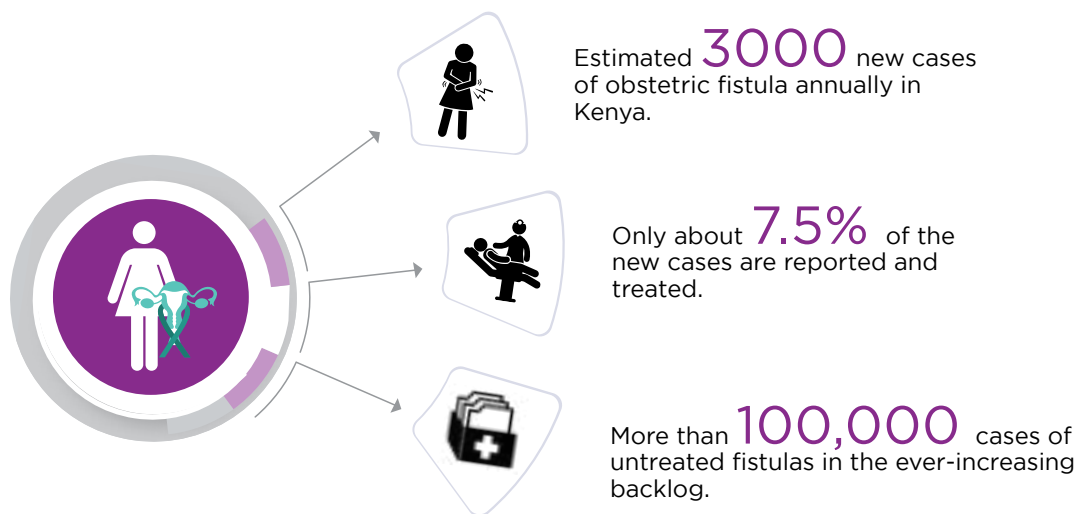 Estimated 3000 new cases
of obstetric fistula annually in
Kenya.
Only about 7.5% of the
new cases are reported and
treated.
More than 100,000 cases of
untreated fistulas in the ever-increasing
backlog.